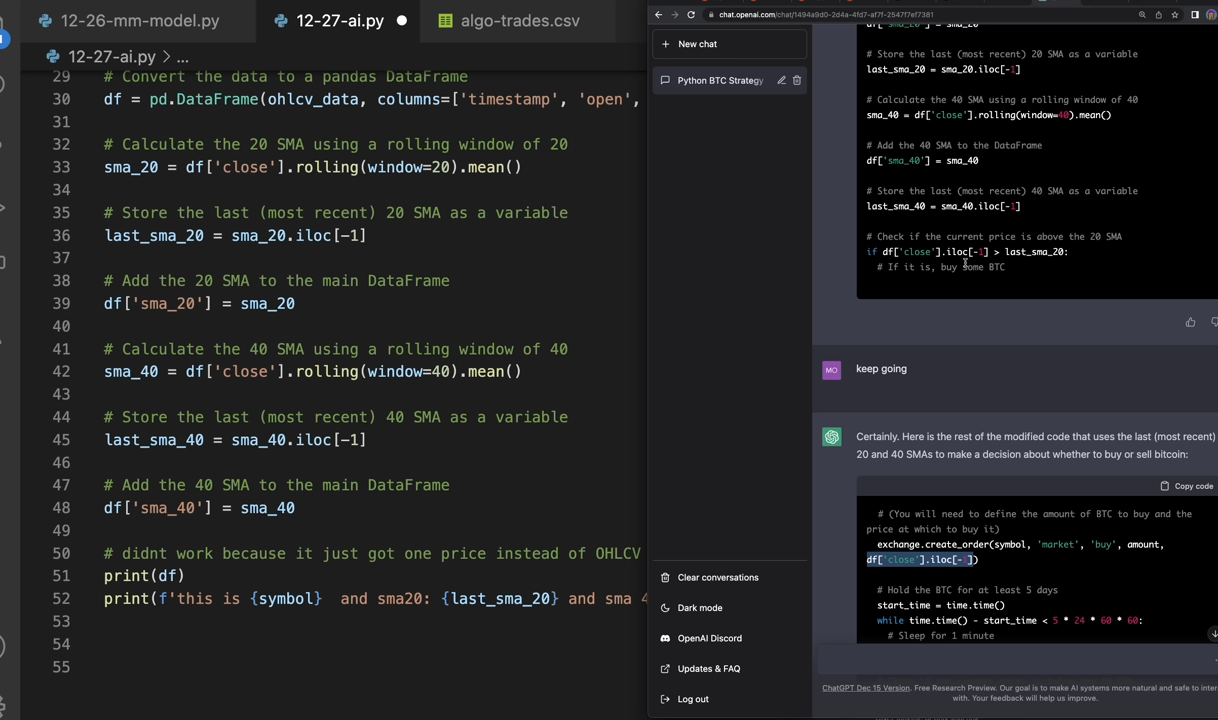 12-26-mm-model.py
12-27-ai.py
algo-trades.csv
12-27-ai.py > ...
29 # Convert the data to a pandas DataFrame
30 df = pd.DataFrame(ohlcv_data, columns=['timestamp', 'open',
31
32 # Calculate the 20 SMA using a rolling window of 20
33 sma_20 = df['close'].rolling(window=20).mean()
34
35 # Store the last (most recent) 20 SMA as a variable
36 last_sma_20 = sma_20.iloc[-1]
37
38 # Add the 20 SMA to the main DataFrame
39 df['sma_20'] = sma_20
40
41 # Calculate the 40 SMA using a rolling window of 40
42 sma_40 = df['close'].rolling(window=40).mean()
43
44 # Store the last (most recent) 40 SMA as a variable
45 last_sma_40 = sma_40.iloc[-1]
46
47 # Add the 40 SMA to the main DataFrame
48 df['sma_40'] = sma_40
49
50 # didnt work because it just got one price instead of OHLCV
51 print(df)
52 print(f'this is {symbol}  and sma20: {last_sma_20} and sma 4
53
54
55
chat.openai.com/chat/1494a9d0-2d4a-4fd7-af7f-2547f7ef7381
New chat
Python BTC Strategy
Clear conversations
Dark mode
OpenAI Discord
Updates & FAQ
Log out
df['sma_20'] = sma_20
# Store the last (most recent) 20 SMA as a variable
last_sma_20 = sma_20.iloc[-1]
# Calculate the 40 SMA using a rolling window of 40
sma_40 = df['close'].rolling(window=40).mean()
# Add the 40 SMA to the DataFrame
df['sma_40'] = sma_40
# Store the last (most recent) 40 SMA as a variable
last_sma_40 = sma_40.iloc[-1]
# Check if the current price is above the 20 SMA
if df['close'].iloc[-1] > last_sma_20:
# If it is, buy some BTC
MO
keep going
Certainly. Here is the rest of the modified code that uses the last (most recent)
20 and 40 SMAs to make a decision about whether to buy or sell bitcoin:
Copy code
# (You will need to define the amount of BTC to buy and the
price at which to buy it)
exchange.create_order(symbol, 'market', 'buy', amount,
df['close'].iloc[-1])
# Hold the BTC for at least 5 days
start_time = time.time()
while time.time() - start_time < 5 * 24 * 60 * 60:
# Sleep for 1 minute
ChatGPT Dec 15 Version. Free Research Preview. Our goal is to make AI systems more natural and safe to inter
with. Your feedback will help us improve.